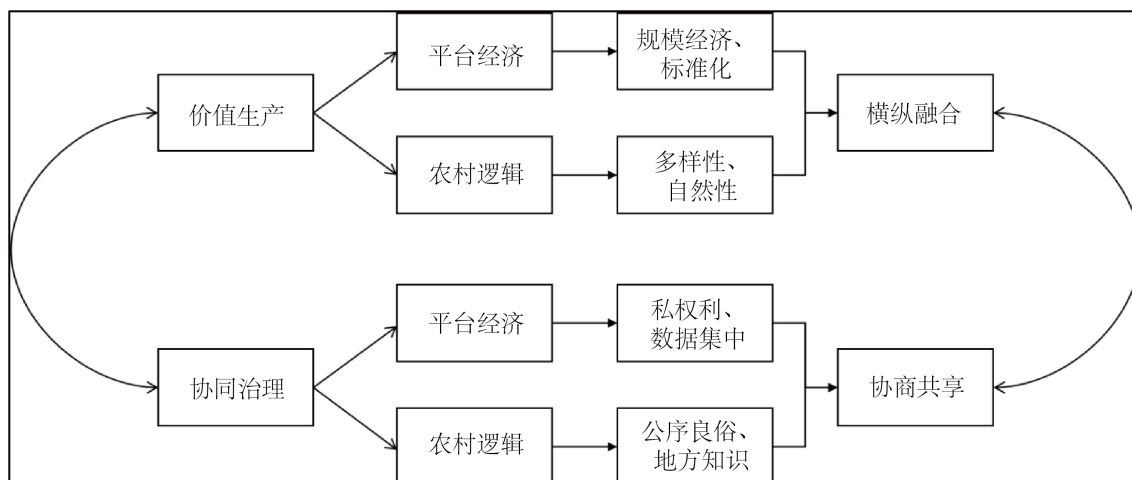 平台经济
规模经济、
标准化
价值生产
横纵融合
农村逻辑
多样性、
自然性
平台经济
私权利、
数据集中
协同治理
协商共享
农村逻辑
公序良俗、
地方知识